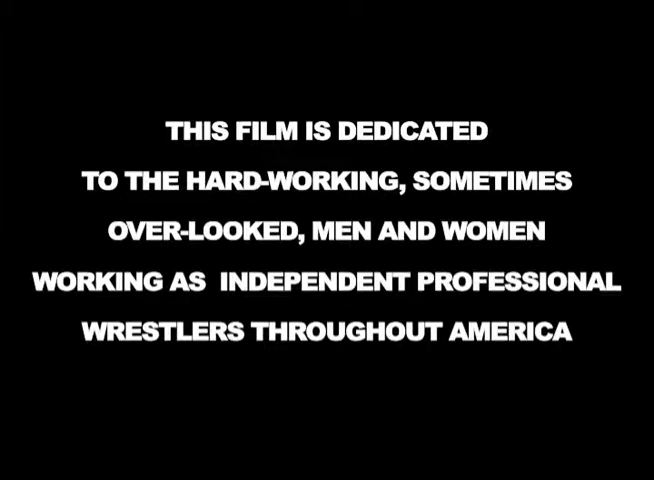 THIS FILM IS DEDICATED
TO THE HARD-WORKING, SOMETIMES
OVER-LOOKED, MEN AND WOMEN
WORKING AS  INDEPENDENT PROFESSIONAL
WRESTLERS THROUGHOUT AMERICA